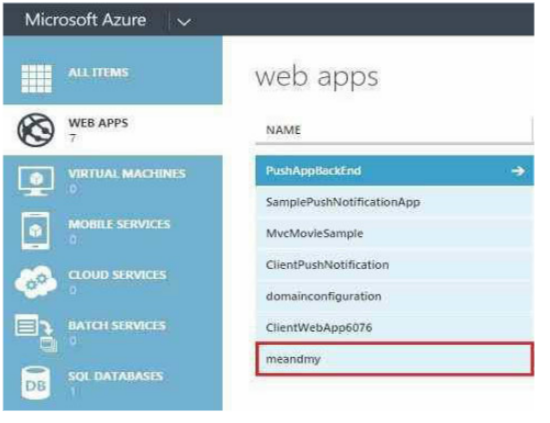 Microsoft Azure
ALL ITEMS
WEB APPS
7
VIRTUAL MACHINES
0
MOBILE SERVICES
0
CLOUD SERVICES
0
BATCH SERVICES
0
SQL DATABASES
1
DB
web apps
NAME
PushAppBackEnd
SamplePushNotificationApp
MvcMovieSample
ClientPushNotification
domainconfiguration
ClientWebApp6076
meandmy